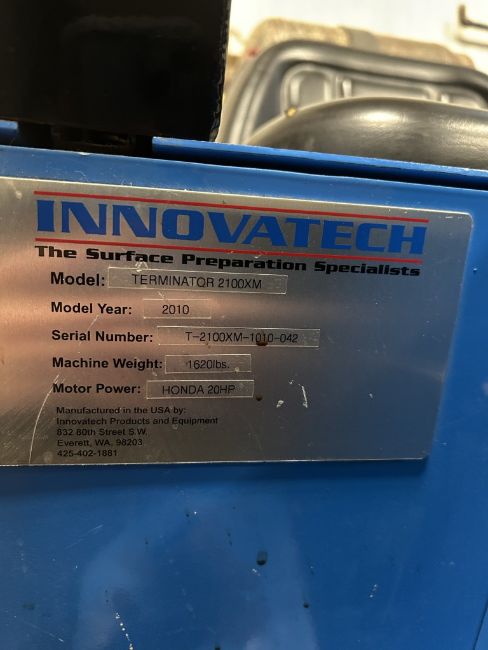 INNOVATECH
The Surface Preparation Specialists
Model: TERMINATOR 2100XM
Model Year: 2010
Serial Number: T-2100XM-1010-042
Machine Weight: 1620lbs.
Motor Power: HONDA 20HP
Manufactured in the USA by:
Innovatech Products and Equipment
832 80th Street S.W.
Everett, WA, 98203
425-402-1881